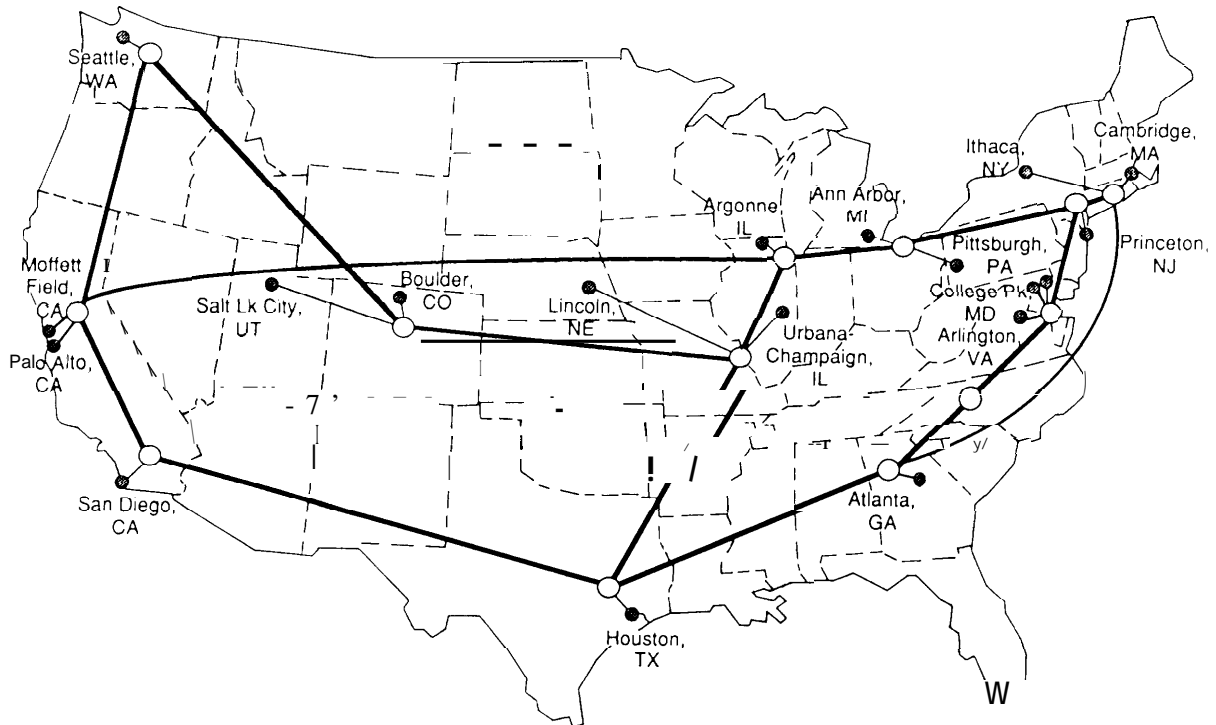 Seattle,
WA
Cambridge,
MA
Ithaca,
NY
Ann Arbor,
MI
Argonne,
IL
Pittsburgh,
PA
Princeton,
NJ
Moffett
Field,
CA
Boulder,
CO
Salt Lk City,
UT
Lincoln,
NE
College Pk,
MD
Urbana-
Champaign,
IL
Arlington,
VA
Palo Alto,
CA
San Diego,
CA
Atlanta,
GA
Houston,
TX
W